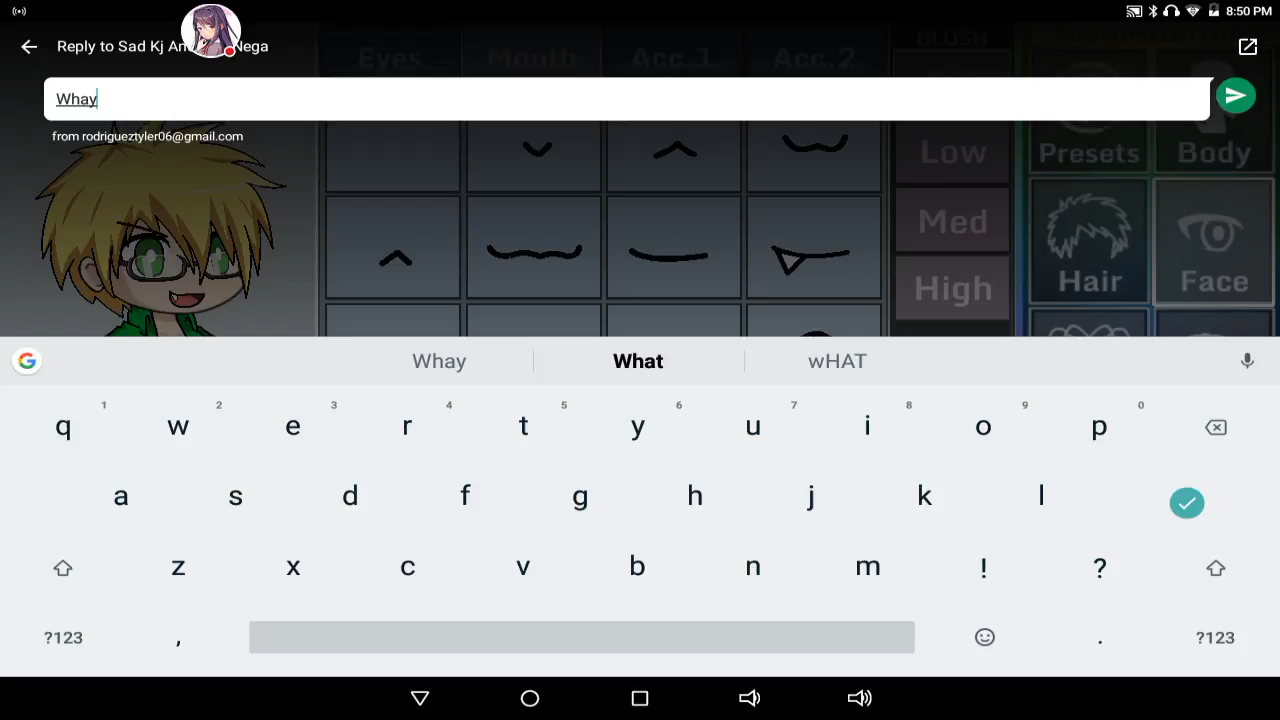 8:50 PM
Reply to Sad Kj An Nega
Whay
from rodrigueztyler06@gmail.com
Eyes Mouth Acc.1 Acc.2 BLUSH
Low
Med
High
Presets Body
Hair Face
Whay What wHAT
1 2 3 4 5 6 7 8 9 0
q w e r t y u i o p
a s d f g h j k l
z x c v b n m ! ?
?123 , . ?123